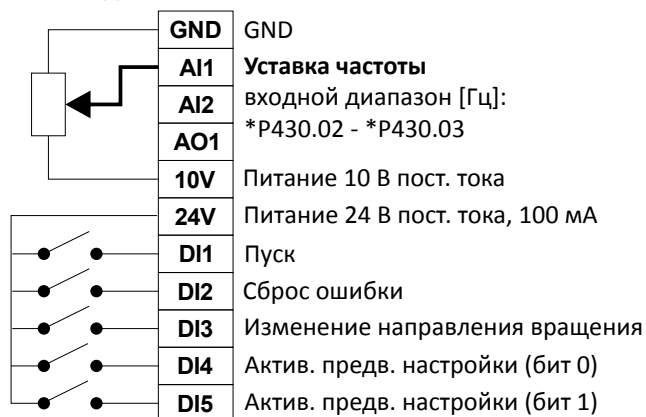 GND GND
AI1 Уставка частоты
AI2 входной диапазон [Гц]:
AO1 *P430.02 - *P430.03
10V Питание 10 В пост. тока
24V Питание 24 В пост. тока, 100 мА
DI1 Пуск
DI2 Сброс ошибки
DI3 Изменение направления вращения
DI4 Актив. предв. настройки (бит 0)
DI5 Актив. предв. настройки (бит 1)